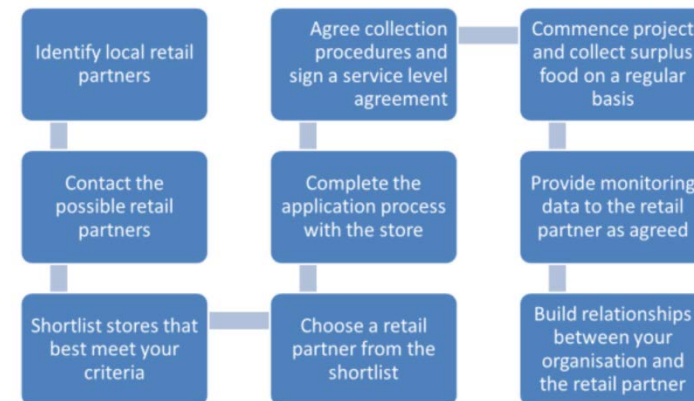 Identify local retail
partners
Contact the
possible retail
partners
Shortlist stores that
best meet your
criteria
Choose a retail
partner from the
shortlist
Complete the
application process
with the store
Agree collection
procedures and
sign a service level
agreement
Commence project
and collect surplus
food on a regular
basis
Provide monitoring
data to the retail
partner as agreed
Build relationships
between your
organisation and
the retail partner